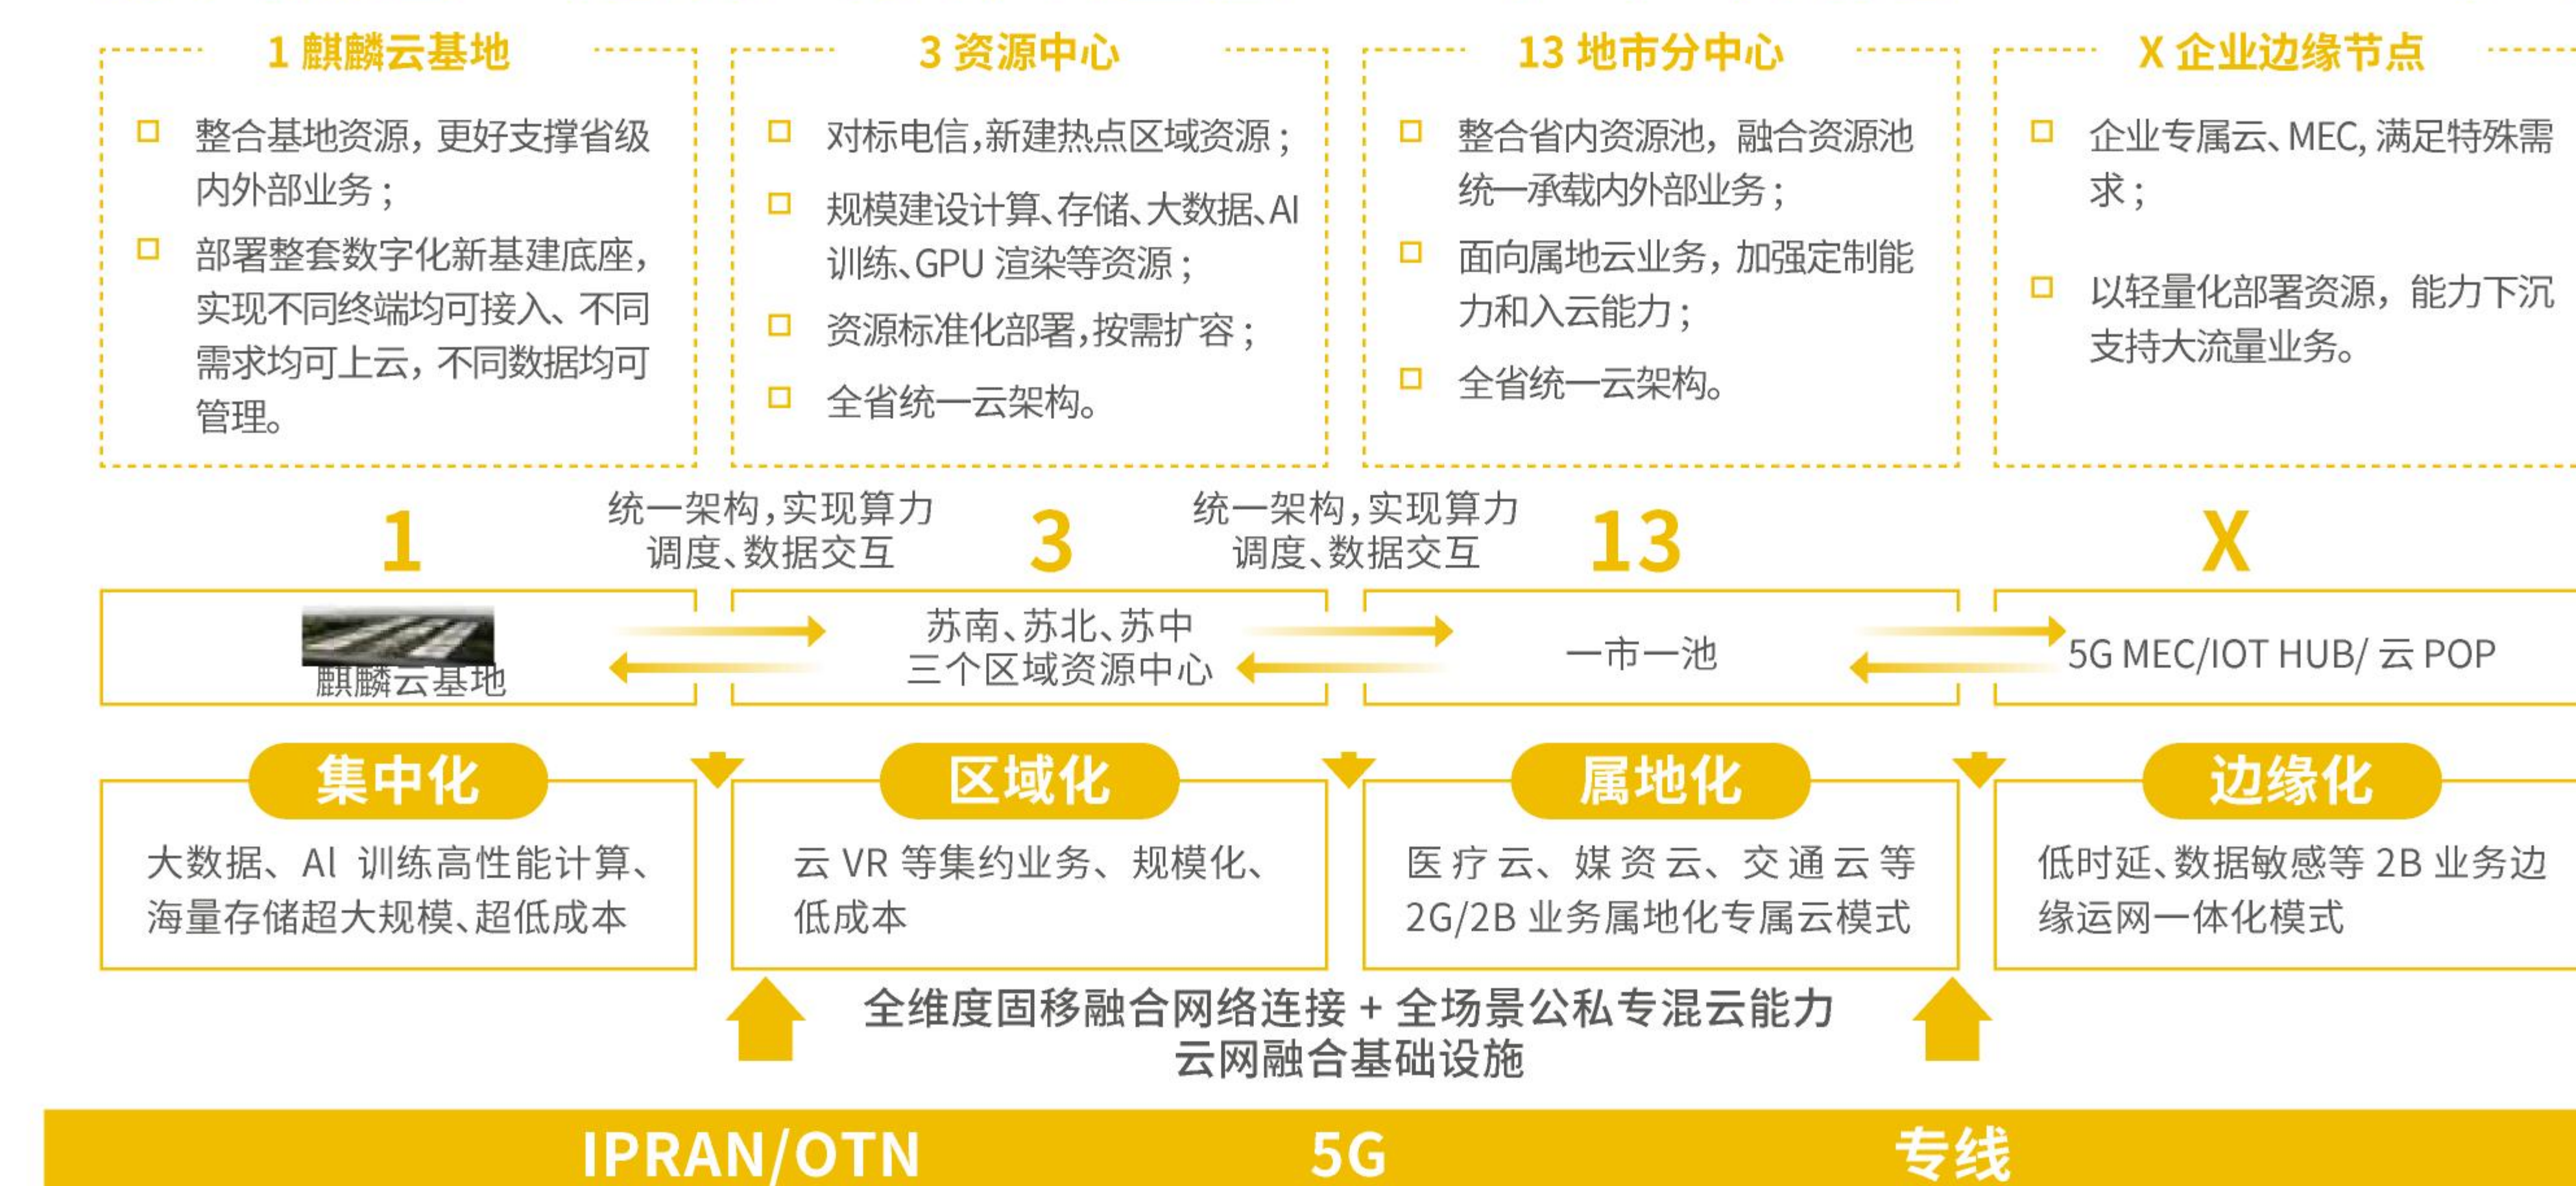 1 麒麟云基地
整合基地资源，更好支撑省级
内外部业务；
部署整套数字化新基建底座，
实现不同终端均可接入、不同
需求均可上云，不同数据均可
管理。
3 资源中心
对标电信，新建热点区域资源；
规模建设计算、存储、大数据、AI
训练、GPU 渲染等资源；
资源标准化部署，按需扩容；
全省统一云架构。
13 地市分中心
整合省内资源池，融合资源池
统一承载内外部业务；
面向属地云业务，加强定制能
力和入云能力；
全省统一云架构。
X 企业边缘节点
企业专属云、MEC, 满足特殊需
求；
以轻量化部署资源，能力下沉
支持大流量业务。
1
统一架构，实现算力
调度、数据交互
3
统一架构，实现算力
调度、数据交互
13
X
麒麟云基地
苏南、苏北、苏中
三个区域资源中心
一市一池
5G MEC/IOT HUB/ 云 POP
集中化
大数据、Al 训练高性能计算、
海量存储超大规模、超低成本
区域化
云 VR 等集约业务、规模化、
低成本
属地化
医疗云、媒资云、交通云等
2G/2B 业务属地化专属云模式
边缘化
低时延、数据敏感等 2B 业务边
缘运网一体化模式
全维度固移融合网络连接 + 全场景公私专混云能力
云网融合基础设施
IPRAN/OTN
5G
专线